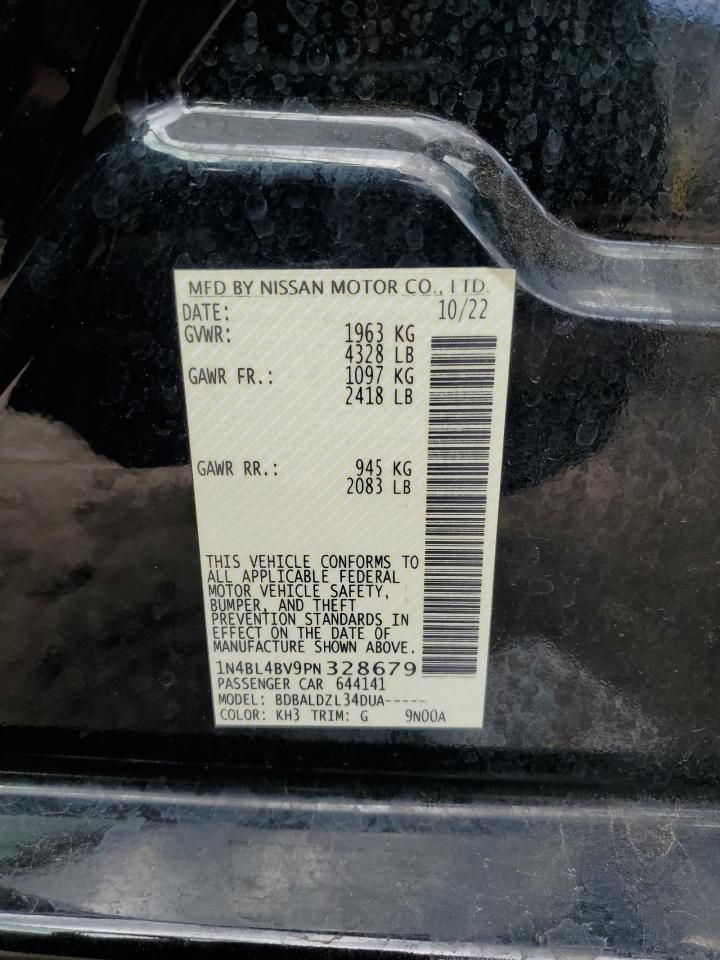 MFD BY NISSAN MOTOR CO., LTD.
DATE: 10/22
GVWR: 1963 KG
4328 LB
GAWR FR.: 1097 KG
2418 LB
GAWR RR.: 945 KG
2083 LB
THIS VEHICLE CONFORMS TO
ALL APPLICABLE FEDERAL
MOTOR VEHICLE SAFETY,
BUMPER, AND THEFT
PREVENTION STANDARDS IN
EFFECT ON THE DATE OF
MANUFACTURE SHOWN ABOVE.
1N4BL4BV9PN328679
PASSENGER CAR 644141
MODEL: BDBALDZL34DUA-----
COLOR: KH3 TRIM: G 9N00A